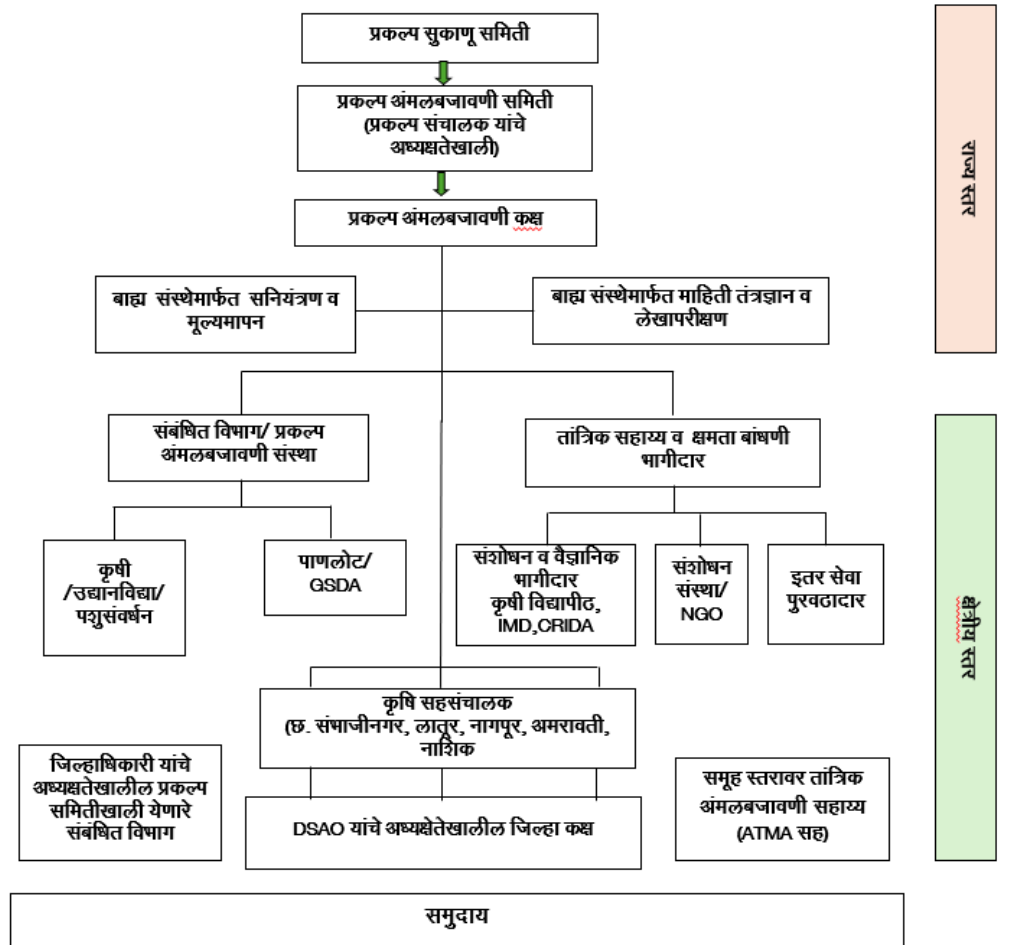 प्रकल्प सुकाणू समिती
प्रकल्प अंमलबजावणी समिती
(प्रकल्प संचालक यांचे
अध्यक्षतेखाली)
प्रकल्प अंमलबजावणी कक्ष
राज्य स्तर
बाह्य संस्थेमार्फत सनियंत्रण व
मूल्यमापन
बाह्य संस्थेमार्फत माहिती तंत्रज्ञान व
लेखापरीक्षण
संबंधित विभाग/ प्रकल्प
अंमलबजावणी संस्था
तांत्रिक सहाय्य व क्षमता बांधणी
भागीदार
कृषी
/उद्यानविद्या/
पशुसंवर्धन
पाणलोट/
GSDA
संशोधन व वैज्ञानिक
भागीदार
कृषी विद्यापीठ,
IMD,CRIDA
संशोधन
संस्था/
NGO
इतर सेवा
पुरवठादार
क्षेत्रीय स्तर
कृषि सहसंचालक
(छ. संभाजीनगर, लातूर, नागपूर, अमरावती,
नाशिक
जिल्हाधिकारी यांचे
अध्यक्षतेखालील प्रकल्प
समितीखाली येणारे
संबंधित विभाग
DSAO यांचे अध्यक्षेतेखालील जिल्हा कक्ष
समूह स्तरावर तांत्रिक
अंमलबजावणी सहाय्य
(ATMA सह)
समुदाय